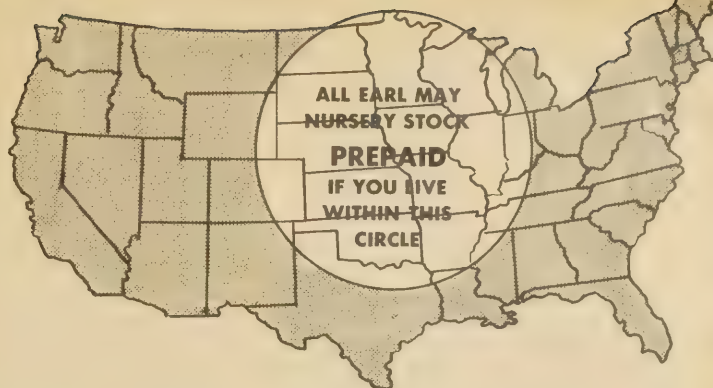 ALL EARL MAY
NURSERY STOCK
PREPAID
IF YOU LIVE
WITHIN THIS
CIRCLE